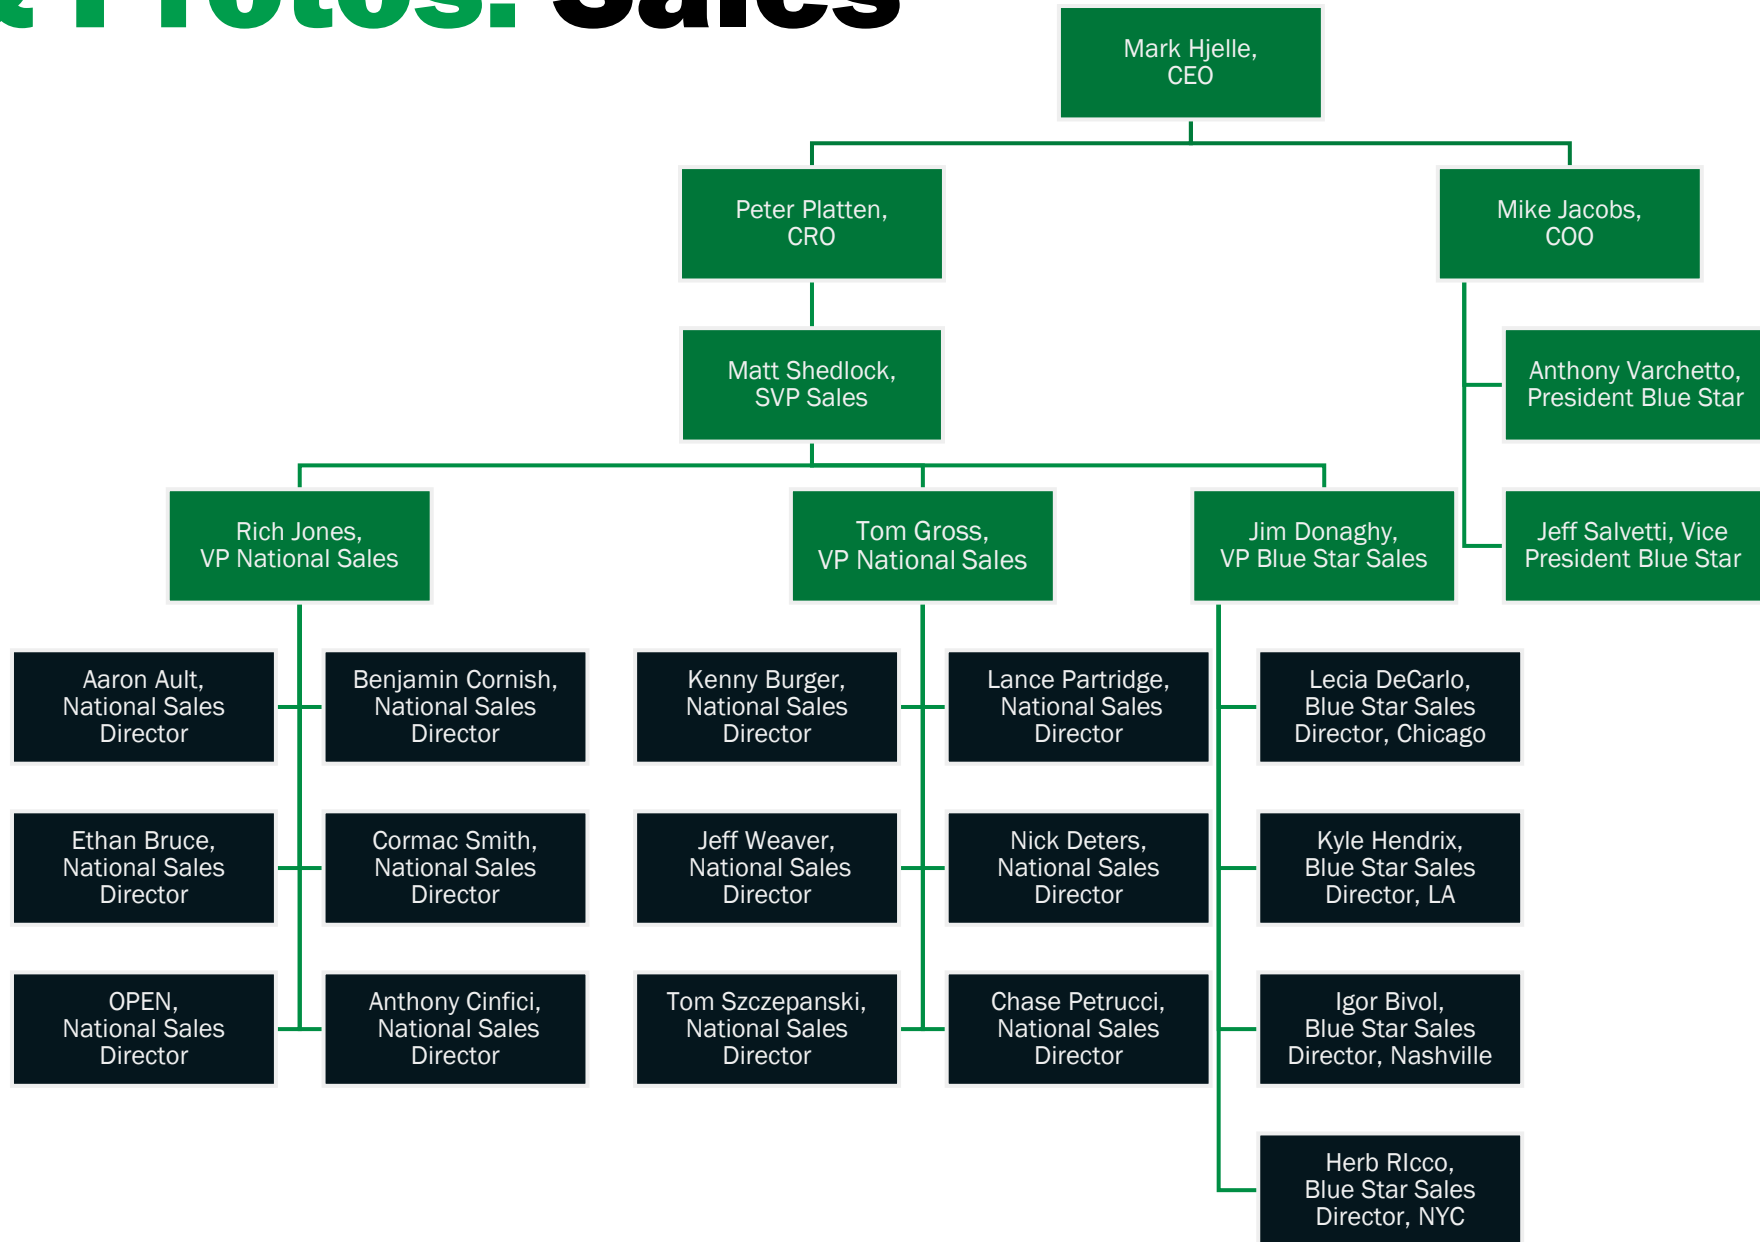 Protos: Sales
Mark Hjelle,
CEO
Peter Platten,
CRO
Mike Jacobs,
COO
Matt Shedlock,
SVP Sales
Anthony Varchetto,
President Blue Star
Rich Jones,
VP National Sales
Tom Gross,
VP National Sales
Jim Donaghy,
VP Blue Star Sales
Jeff Salvetti, Vice
President Blue Star
Aaron Ault,
National Sales
Director
Benjamin Cornish,
National Sales
Director
Kenny Burger,
National Sales
Director
Lance Partridge,
National Sales
Director
Lecia DeCarlo,
Blue Star Sales
Director, Chicago
Ethan Bruce,
National Sales
Director
Cormac Smith,
National Sales
Director
Jeff Weaver,
National Sales
Director
Nick Deters,
National Sales
Director
Kyle Hendrix,
Blue Star Sales
Director, LA
OPEN,
National Sales
Director
Anthony Cinfici,
National Sales
Director
Tom Szczepanski,
National Sales
Director
Chase Petrucci,
National Sales
Director
Igor Bivol,
Blue Star Sales
Director, Nashville
Herb RIcco,
Blue Star Sales
Director, NYC